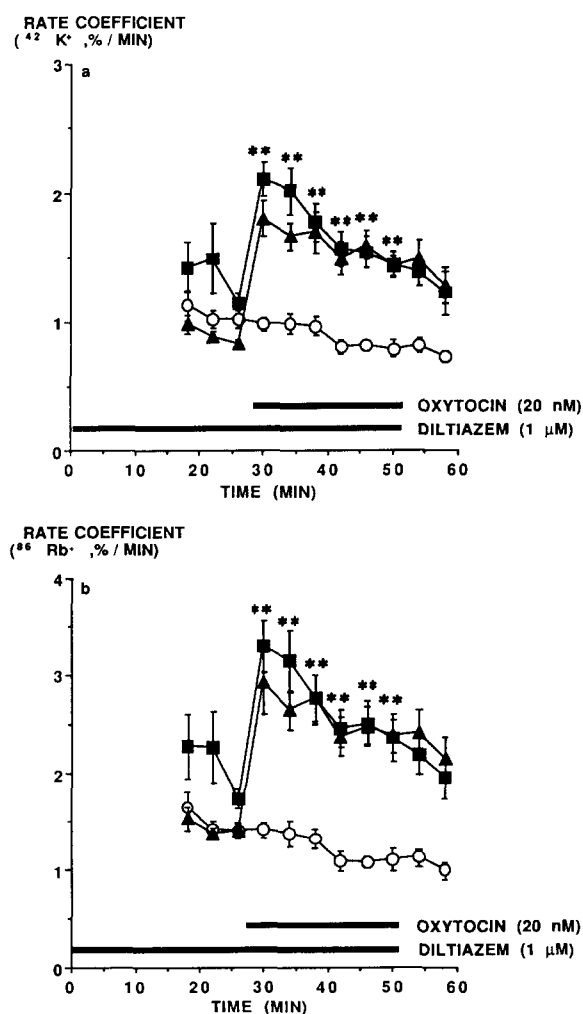 RATE COEFFICIENT
( ⁴² K⁺ ,% / MIN)
3
a
** ** ** ** ** **
2
1
OXYTOCIN (20 nM)
DILTIAZEM (1 μM)
0
0 20 30 40 50 60
TIME (MIN)
RATE COEFFICIENT
(⁸⁶ Rb⁺ ,% / MIN)
4
b
** ** ** ** ** **
3
2
1
OXYTOCIN (20 nM)
DILTIAZEM (1 μM)
0
0 20 30 40 50 60
TIME (MIN)